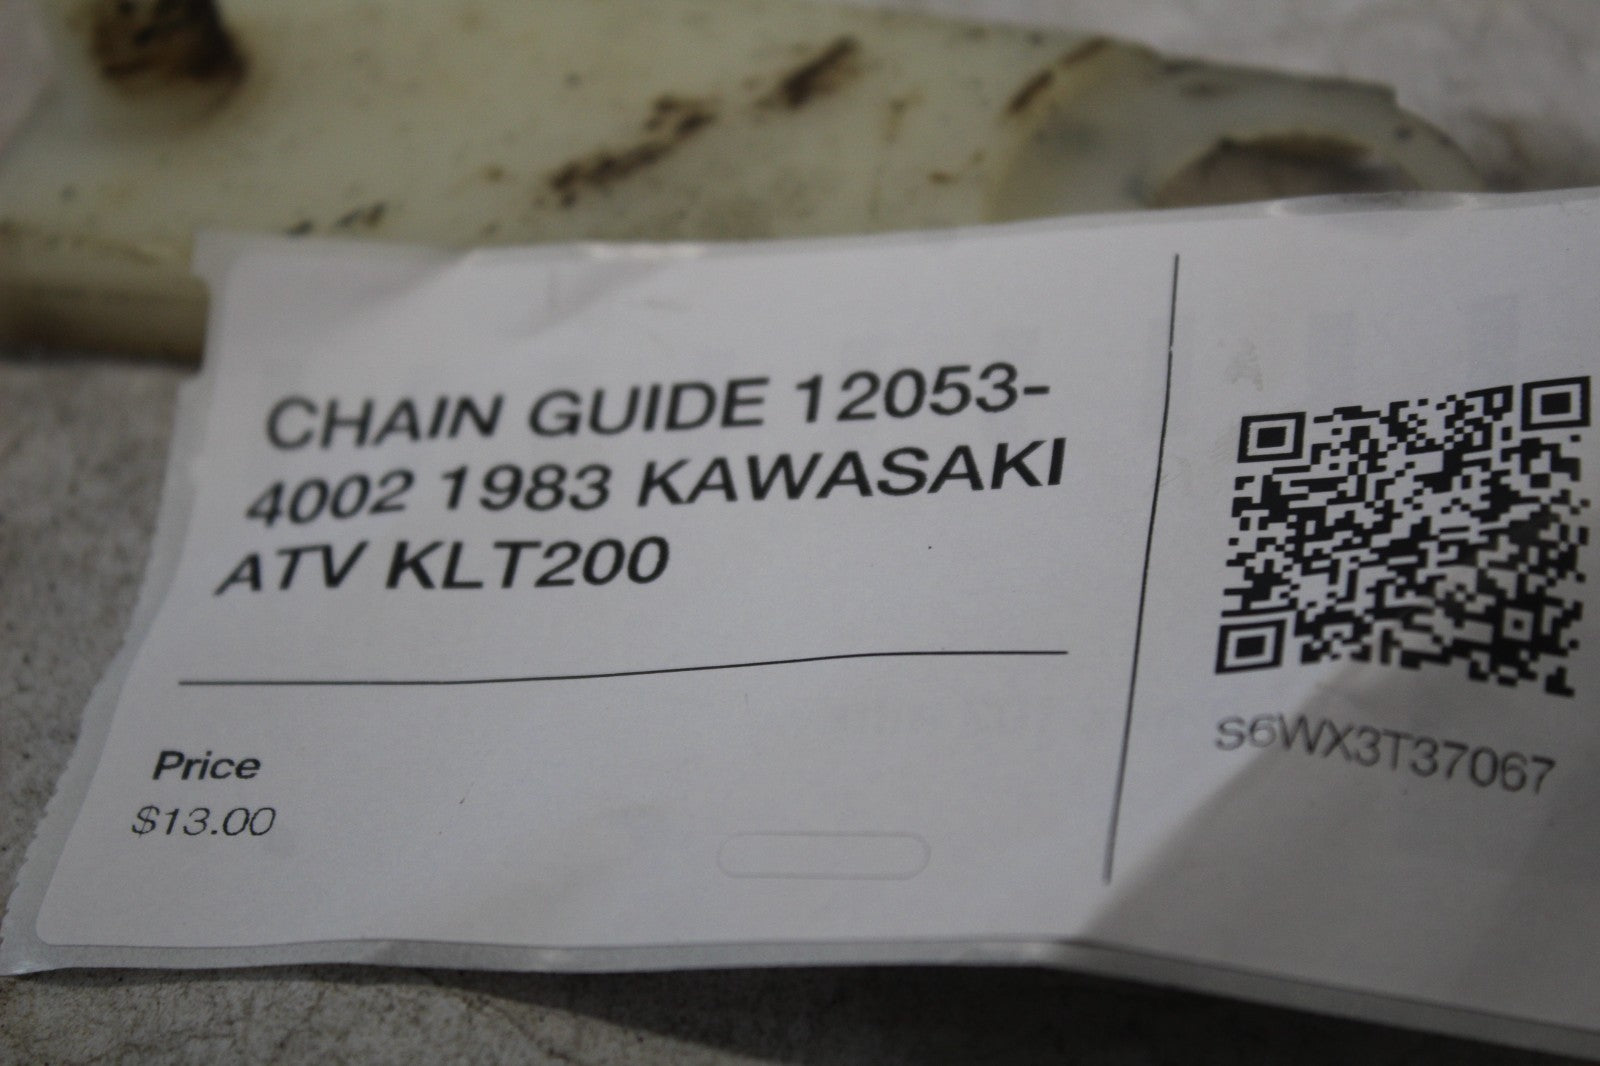 CHAIN GUIDE 12053-
4002 1983 KAWASAKI
ATV KLT200
Price
$13.00
S6WX3T37067